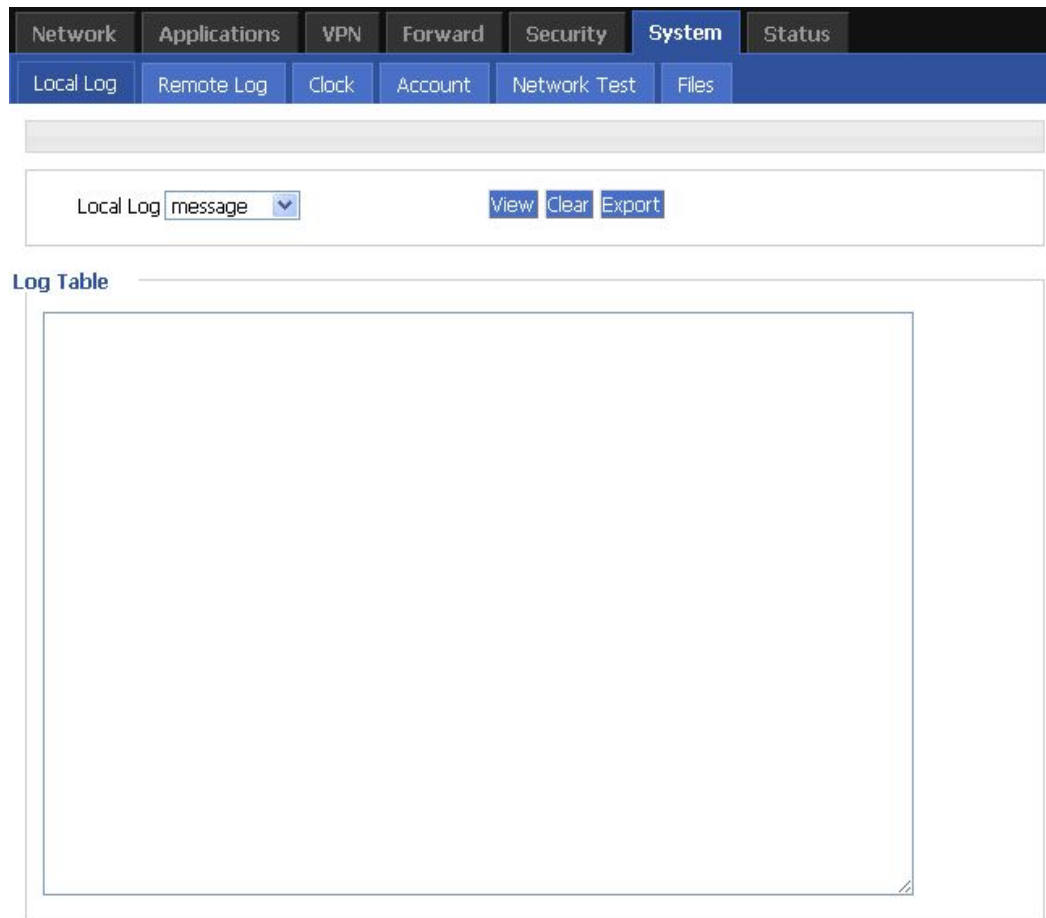 Network Applications VPN Forward Security System Status
Local Log Remote Log Clock Account Network Test Files
Local Log message View Clear Export
Log Table